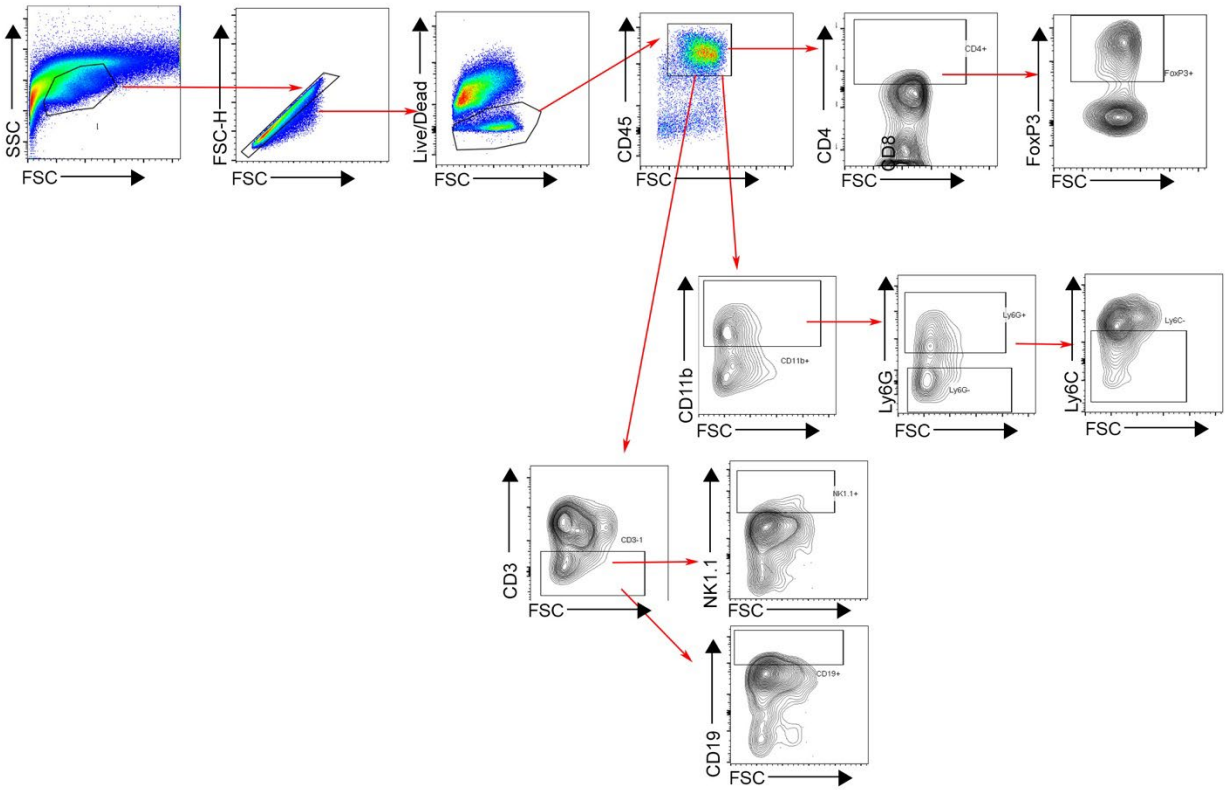 SSC
FSC
FSC-H
FSC
Live/Dead
FSC
CD45
FSC
CD4
CD8
CD4+
FSC
FoxP3
FoxP3+
FSC
CD11b
CD11b+
FSC
Ly6G
Ly6G+
Ly6G-
FSC
Ly6C
Ly6C-
FSC
CD3
CD3-1
FSC
NK1.1
NK1.1+
FSC
CD19
CD19+
FSC